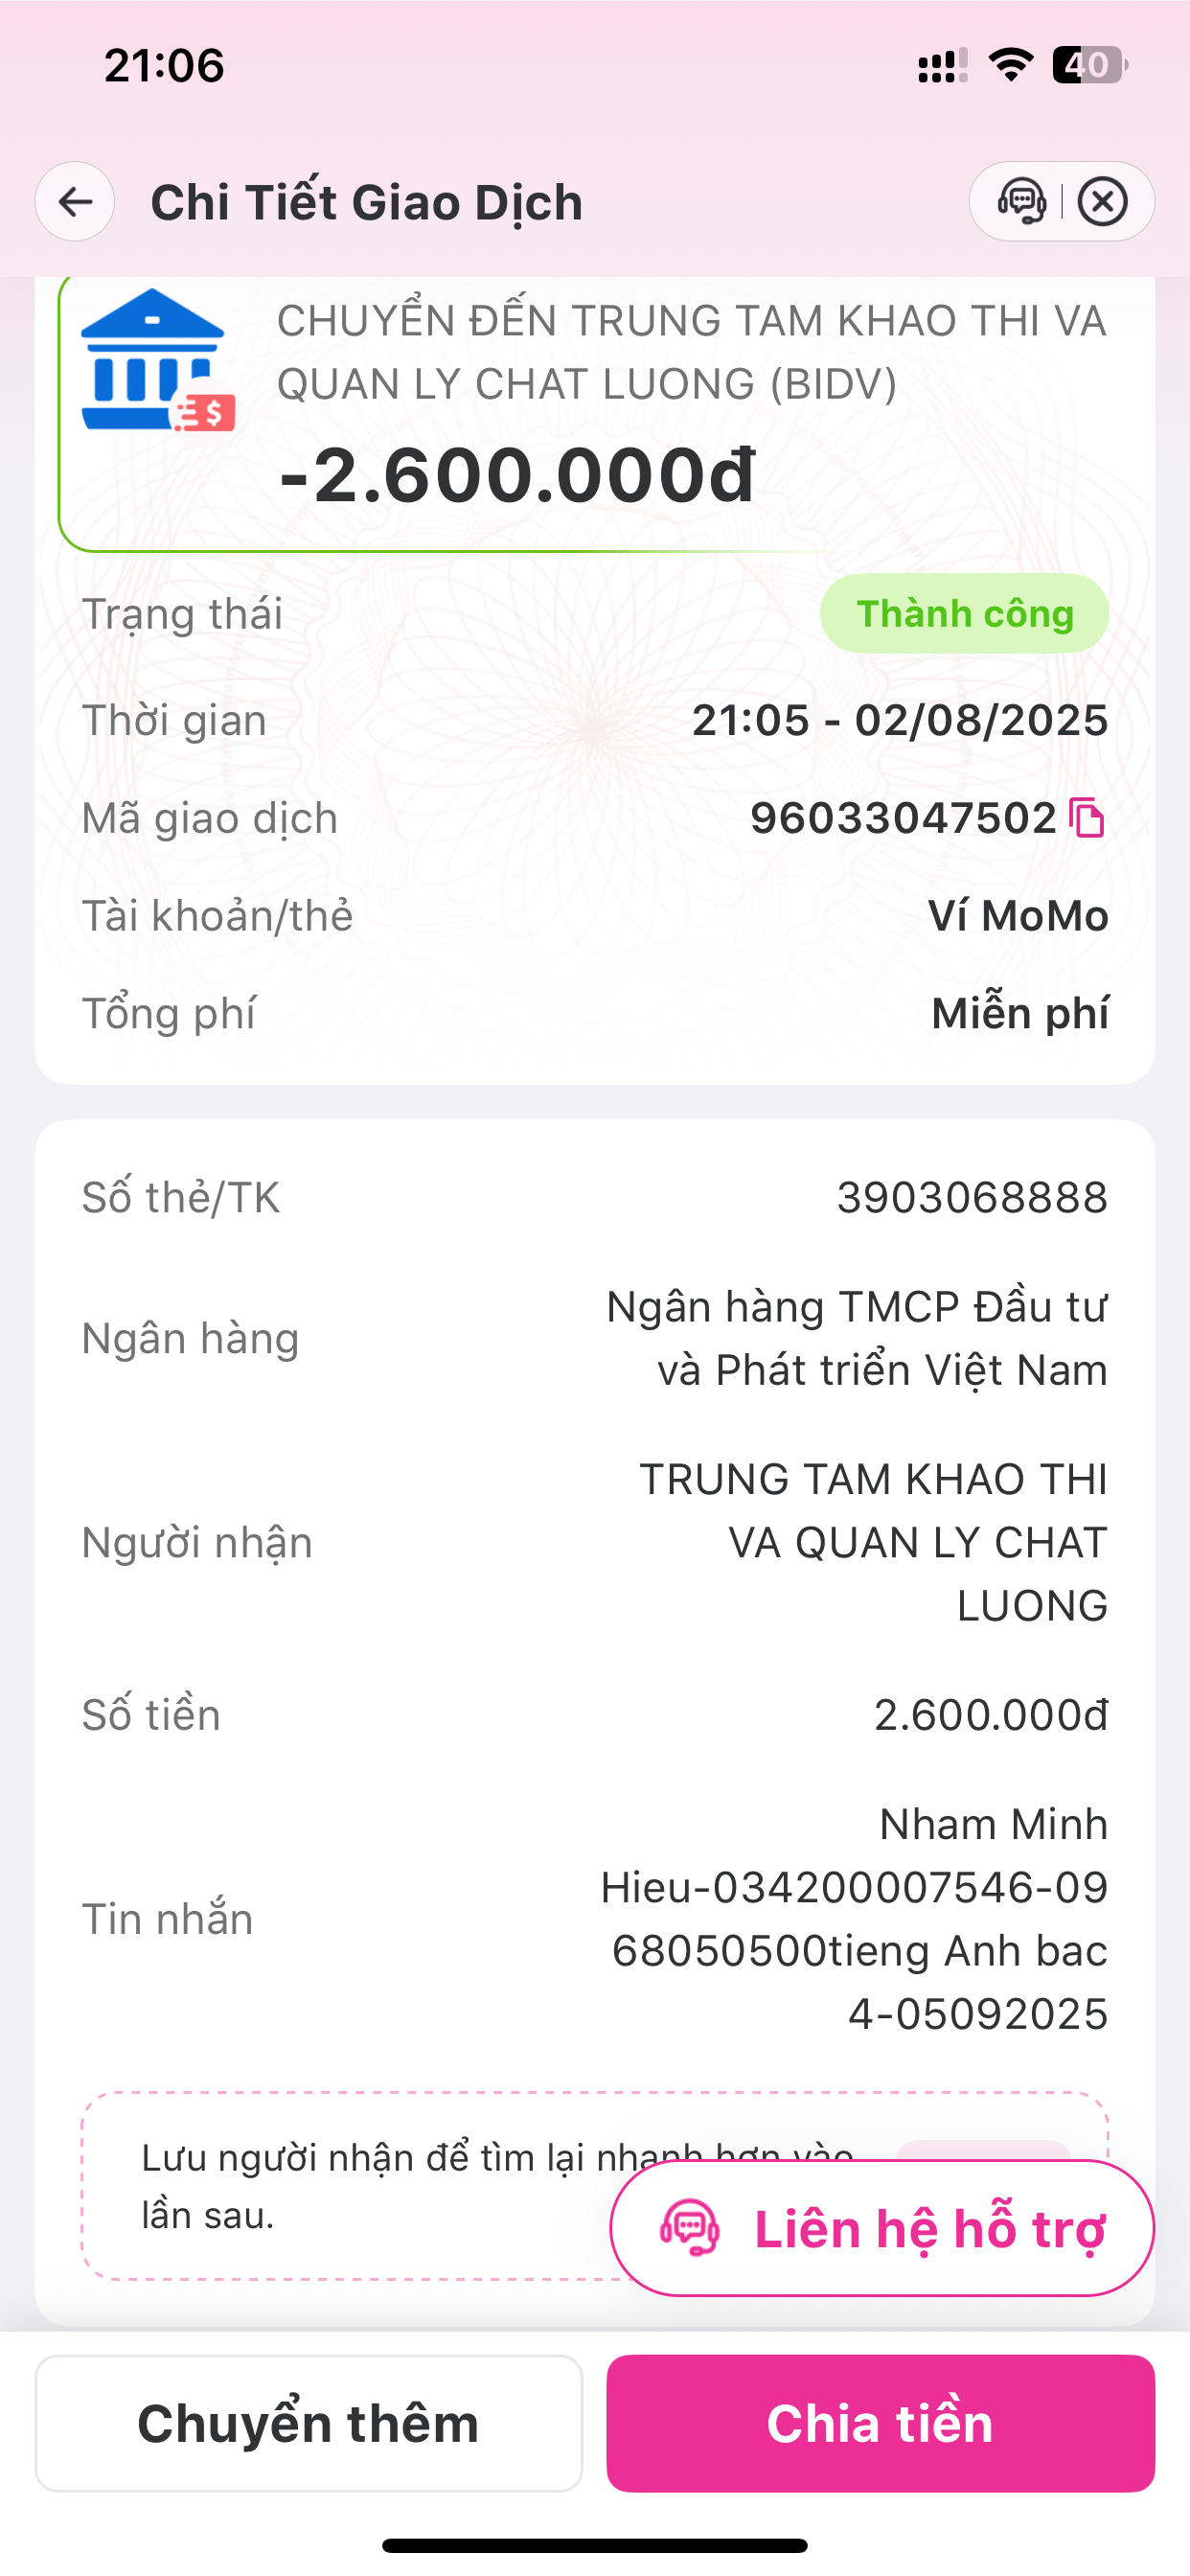 21:06
40
Chi Tiết Giao Dịch
CHUYỂN ĐẾN TRUNG TAM KHAO THI VA
QUAN LY CHAT LUONG (BIDV)
-2.600.000đ
Trạng thái
Thành công
Thời gian
21:05 - 02/08/2025
Mã giao dịch
96033047502
Tài khoản/thẻ
Ví MoMo
Tổng phí
Miễn phí
Số thẻ/TK
3903068888
Ngân hàng
Ngân hàng TMCP Đầu tư
và Phát triển Việt Nam
Người nhận
TRUNG TAM KHAO THI
VA QUAN LY CHAT
LUONG
Số tiền
2.600.000đ
Tin nhắn
Nham Minh
Hieu-034200007546-09
68050500tieng Anh bac
4-05092025
Lưu người nhận để tìm lại nhanh hơn vào
lần sau.
Liên hệ hỗ trợ
Chuyển thêm
Chia tiền